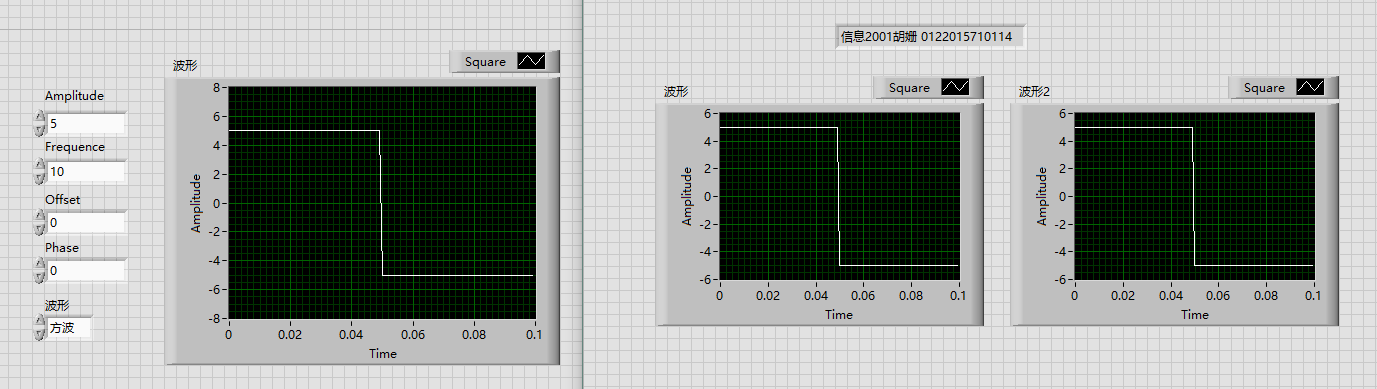 Amplitude
5
Frequence
10
Offset
0
Phase
0
波形
方波
波形
Square
8
6
4
2
0
-2
-4
-6
-8
Amplitude
0
0.02
0.04
0.06
0.08
0.1
Time
信息2001胡姗 0122015710114
波形
Square
6
4
2
0
-2
-4
-6
Amplitude
0
0.02
0.04
0.06
0.08
0.1
Time
波形2
Square
6
4
2
0
-2
-4
-6
Amplitude
0
0.02
0.04
0.06
0.08
0.1
Time